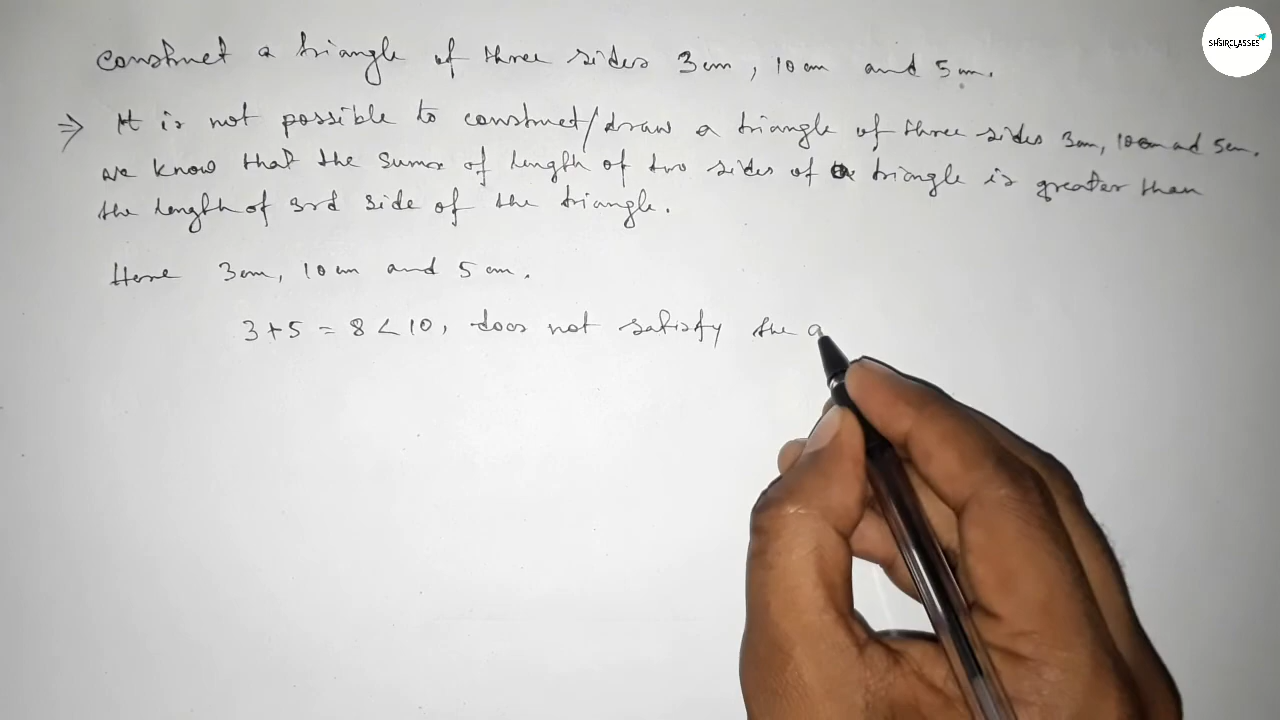 SHSIRCLASSES
Construct a triangle of three sides 3cm, 10cm and 5cm.
⇒ It is not possible to construct/draw a triangle of three sides 3cm, 10cm and 5cm.
we know that the sum of length of two sides of a triangle is greater than
the length of 3rd side of the triangle.
Here 3cm, 10cm and 5cm.
3+5 = 8 < 10, does not satisfy the a